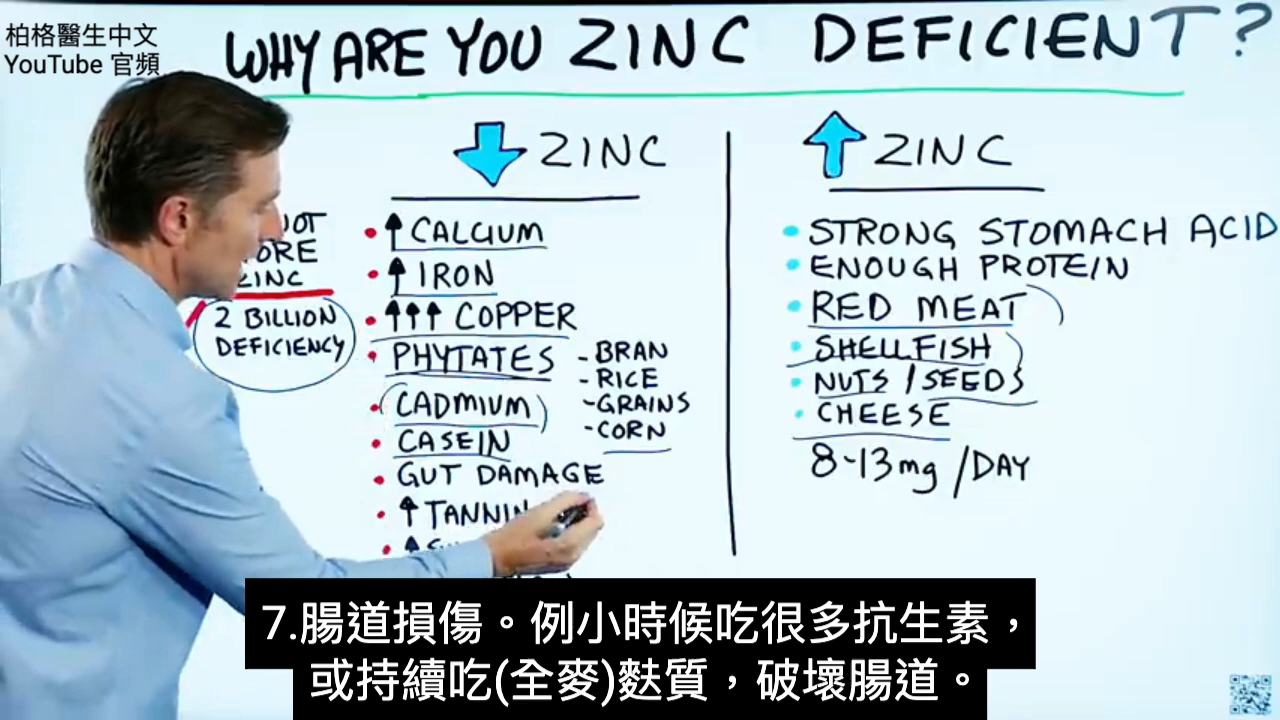 柏格醫生中文
YouTube 官頻
WHY ARE YOU ZINC DEFICIENT?
ZINC
CALCIUM
IRON
COPPER
PHYTATES
- BRAN
- RICE
- GRAINS
- CORN
(CADMIUM)
CASEIN
GUT DAMAGE
ZINC
2 BILLION
DEFICIENCY
ZINC
• STRONG STOMACH ACID
• ENOUGH PROTEIN
• RED MEAT
• SHELLFISH
• NUTS / SEEDS
• CHEESE
8-13mg /DAY
7.腸道損傷。例小時候吃很多抗生素，
或持續吃(全麥)麩質，破壞腸道。